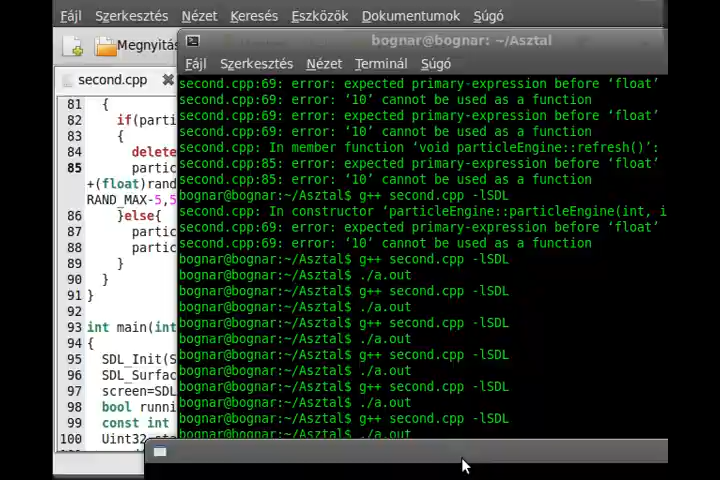 Fájl Szerkesztés Nézet Keresés Eszközök Dokumentumok Súgó
Megnyitás
bognar@bognar: ~/Asztal
Fájl Szerkesztés Nézet Terminál Súgó
second.cpp
second.cpp:69: error: expected primary-expression before ‘float’
second.cpp:69: error: ‘10’ cannot be used as a function
second.cpp:69: error: expected primary-expression before ‘float’
second.cpp:69: error: ‘10’ cannot be used as a function
second.cpp: In member function ‘void particleEngine::refresh()’:
second.cpp:85: error: expected primary-expression before ‘float’
second.cpp:85: error: ‘10’ cannot be used as a function
bognar@bognar:~/Asztal$ g++ second.cpp -lSDL
second.cpp: In constructor ‘particleEngine::particleEngine(int, i
second.cpp:69: error: expected primary-expression before ‘float’
second.cpp:69: error: ‘10’ cannot be used as a function
bognar@bognar:~/Asztal$ g++ second.cpp -lSDL
bognar@bognar:~/Asztal$ ./a.out
bognar@bognar:~/Asztal$ g++ second.cpp -lSDL
bognar@bognar:~/Asztal$ ./a.out
bognar@bognar:~/Asztal$ g++ second.cpp -lSDL
bognar@bognar:~/Asztal$ ./a.out
bognar@bognar:~/Asztal$ g++ second.cpp -lSDL
bognar@bognar:~/Asztal$ ./a.out
bognar@bognar:~/Asztal$ g++ second.cpp -lSDL
bognar@bognar:~/Asztal$ ./a.out
bognar@bognar:~/Asztal$ g++ second.cpp -lSDL
bognar@bognar:~/Asztal$ ./a.out
81 {
82 if(parti
83 {
84 delete
85 partic
+(float)rand
RAND_MAX-5,5
86 }else{
87 partic
88 partic
89 }
90 }
91 }
92
93 int main(int
94 {
95 SDL_Init(S
96 SDL_Surfac
97 screen=SDL
98 bool runni
99 const int
100